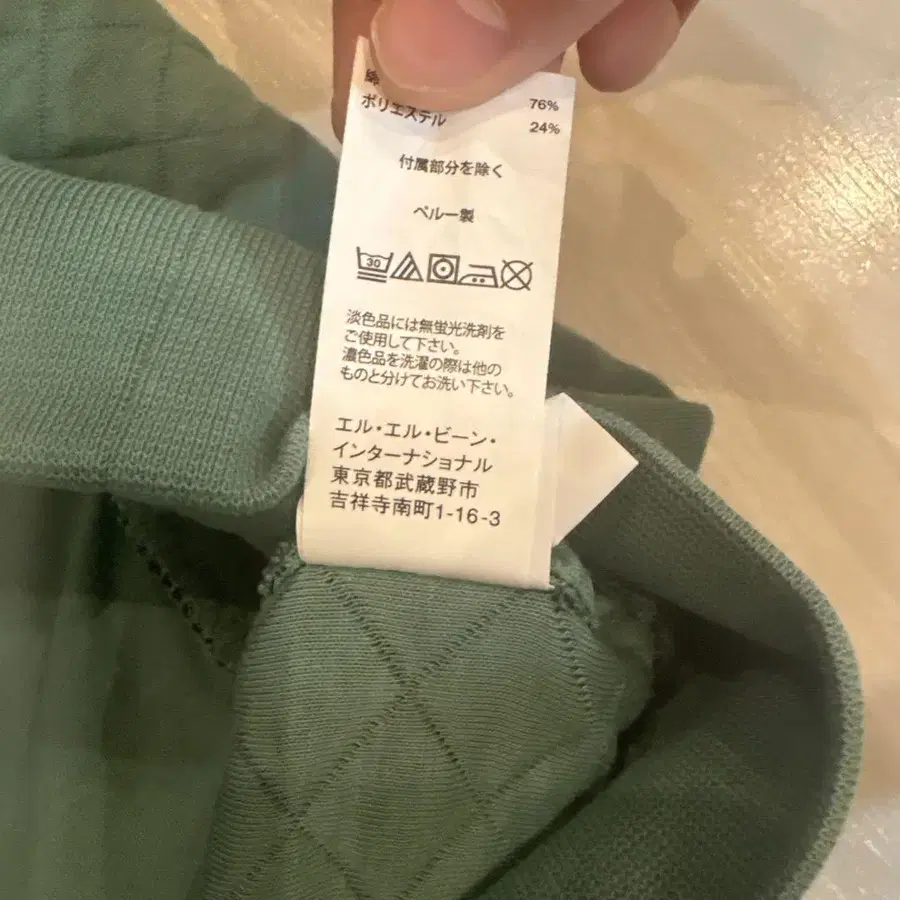 綿 76%
ポリエステル 24%
付属部分を除く
ペルー製
30
淡色品には無蛍光洗剤を
ご使用して下さい。
濃色品を洗濯の際は他の
ものと分けてお洗い下さい。
エル・エル・ビーン・
インターナショナル
東京都武蔵野市
吉祥寺南町1-16-3